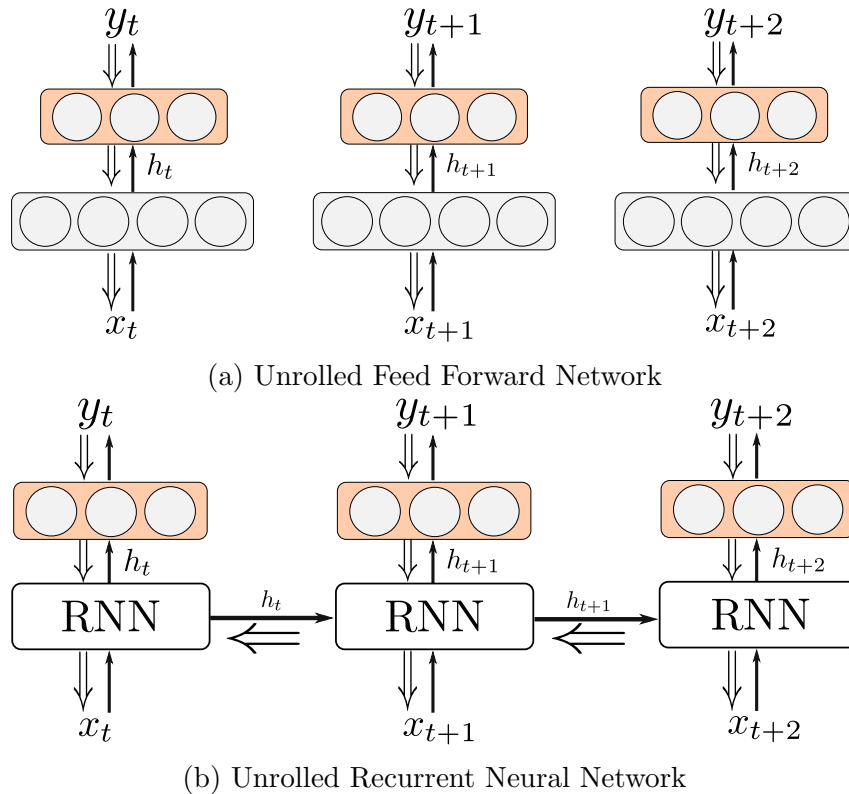 y_t y_{t+1} y_{t+2}
h_t h_{t+1} h_{t+2}
x_t x_{t+1} x_{t+2}
(a) Unrolled Feed Forward Network
y_t y_{t+1} y_{t+2}
h_t h_{t+1} h_{t+2}
RNN h_t RNN h_{t+1} RNN
x_t x_{t+1} x_{t+2}
(b) Unrolled Recurrent Neural Network